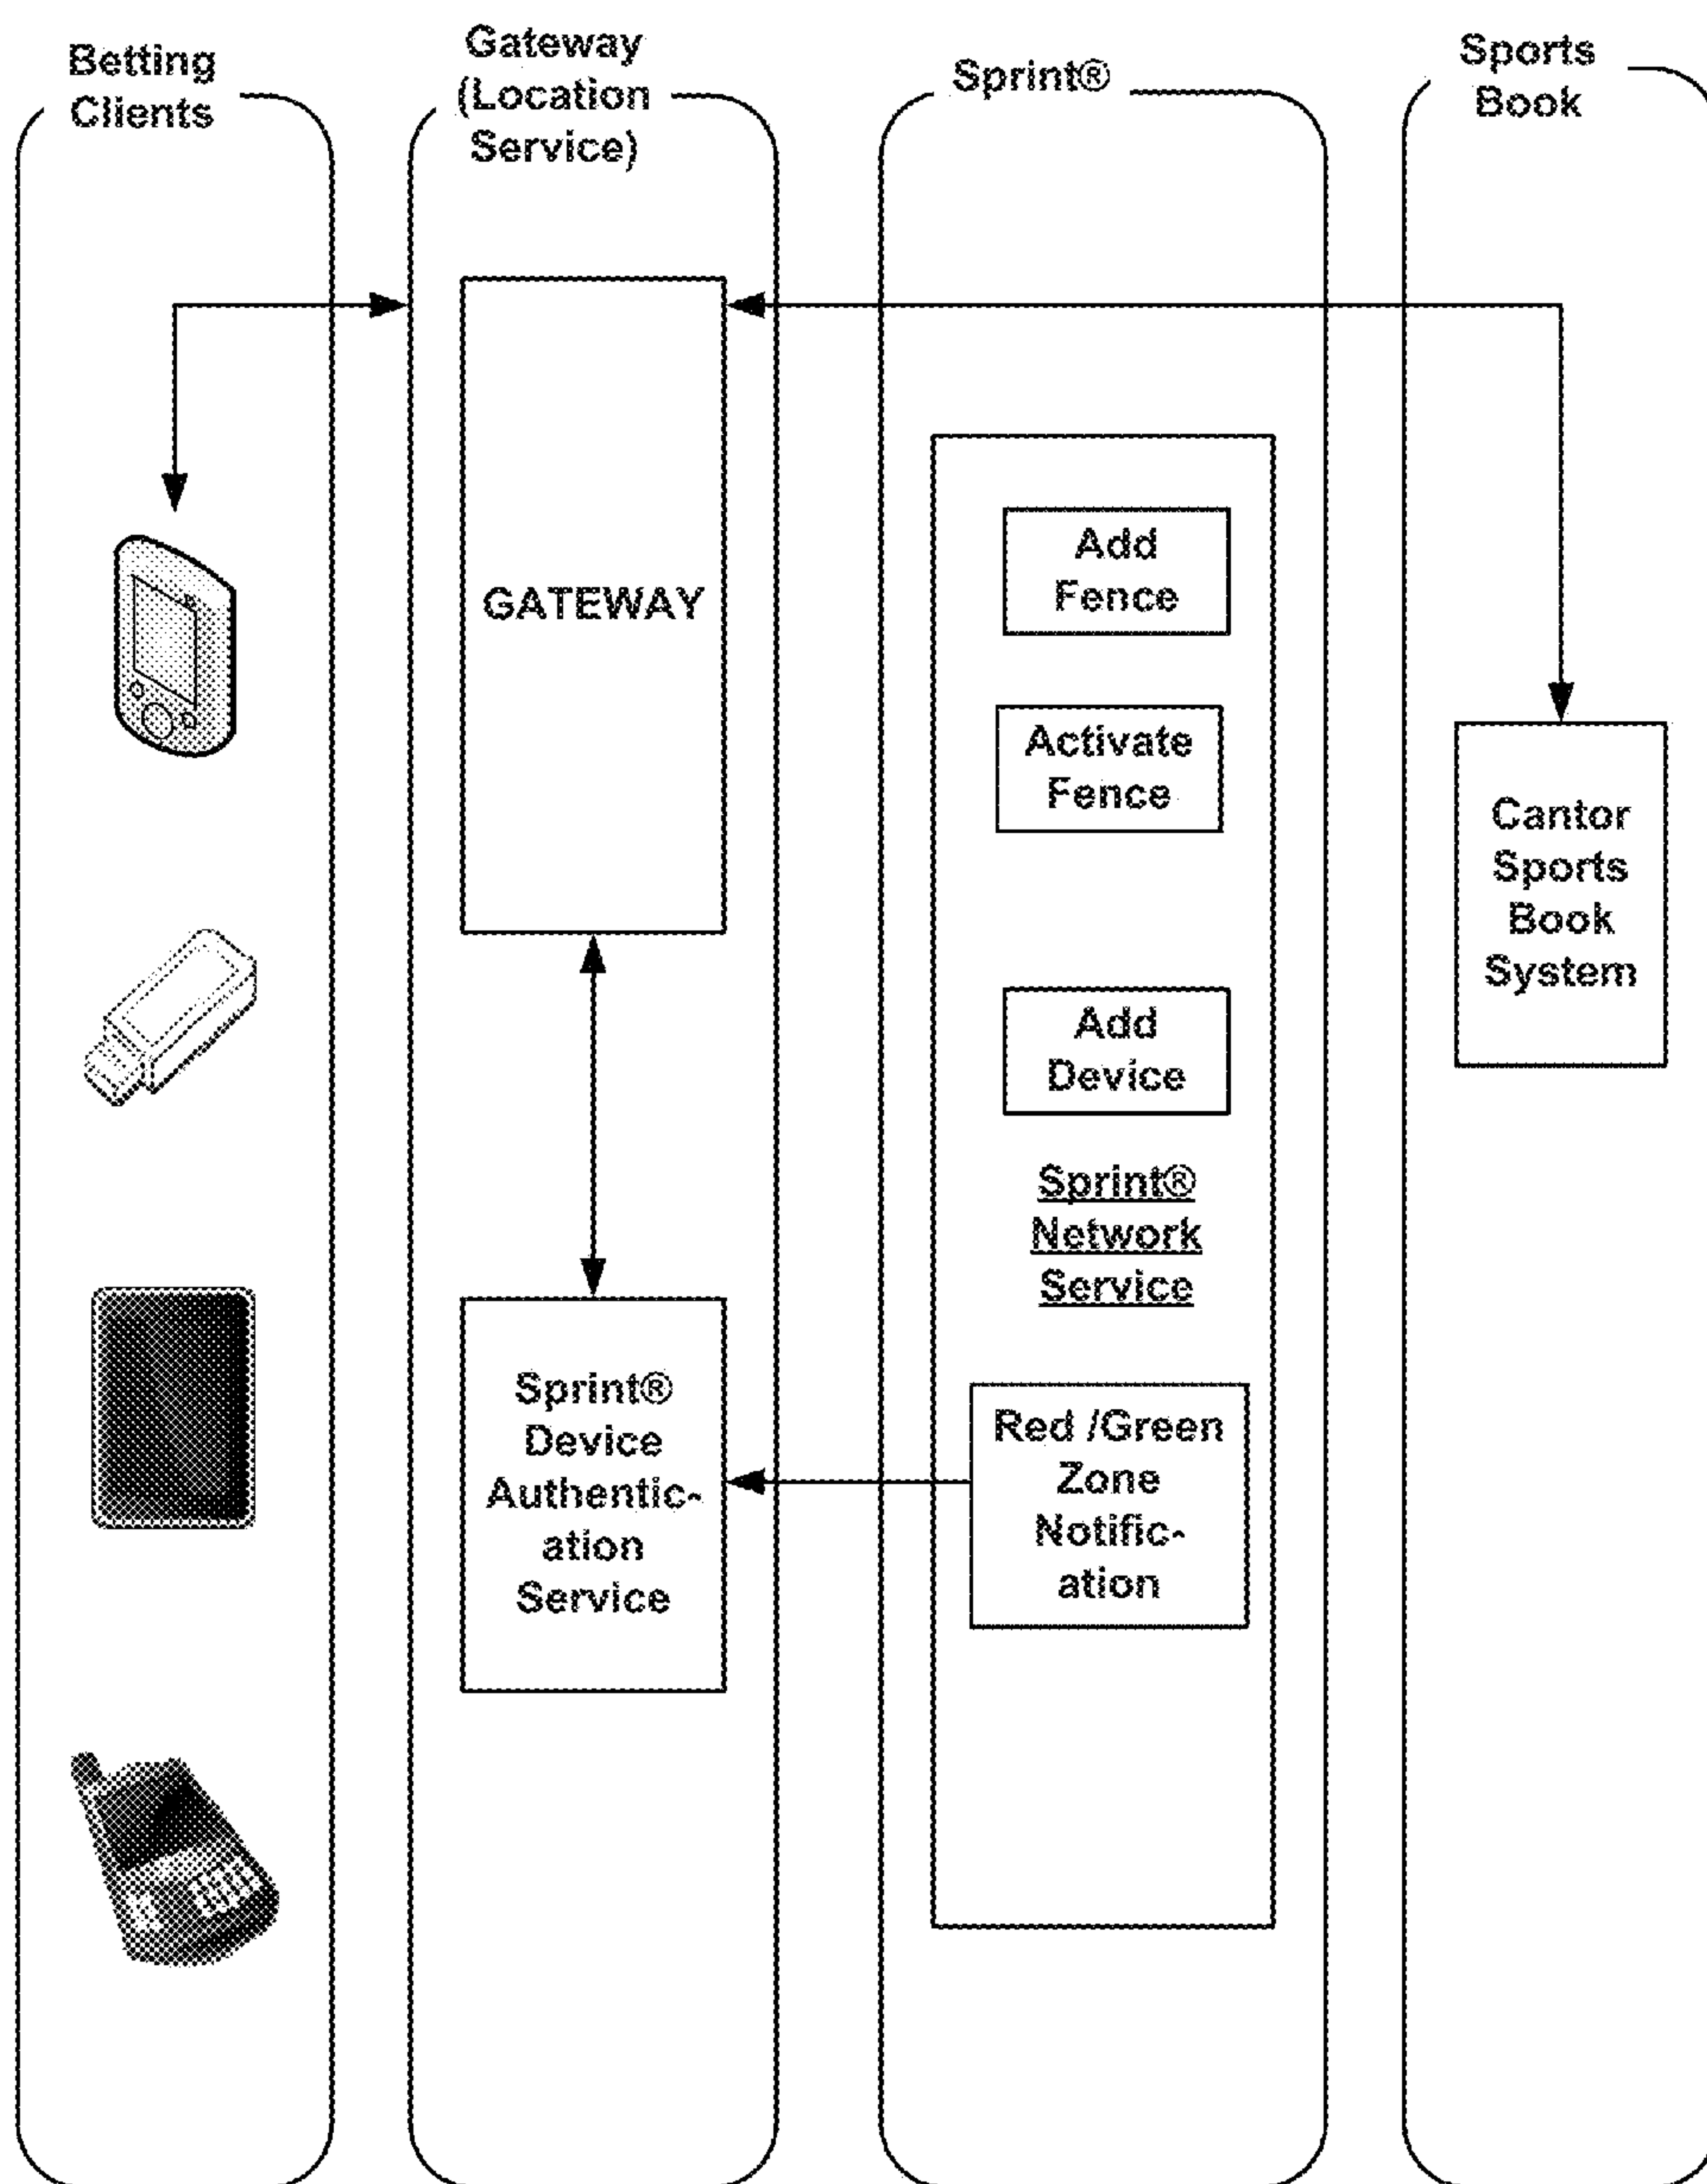 Betting
Clients
Gateway
(Location
Service)
Sprint®
Sports
Book
GATEWAY
Sprint®
Device
Authentic-
ation
Service
Add
Fence
Activate
Fence
Add
Device
Sprint®
Network
Service
Red /Green
Zone
Notific-
ation
Cantor
Sports
Book
System